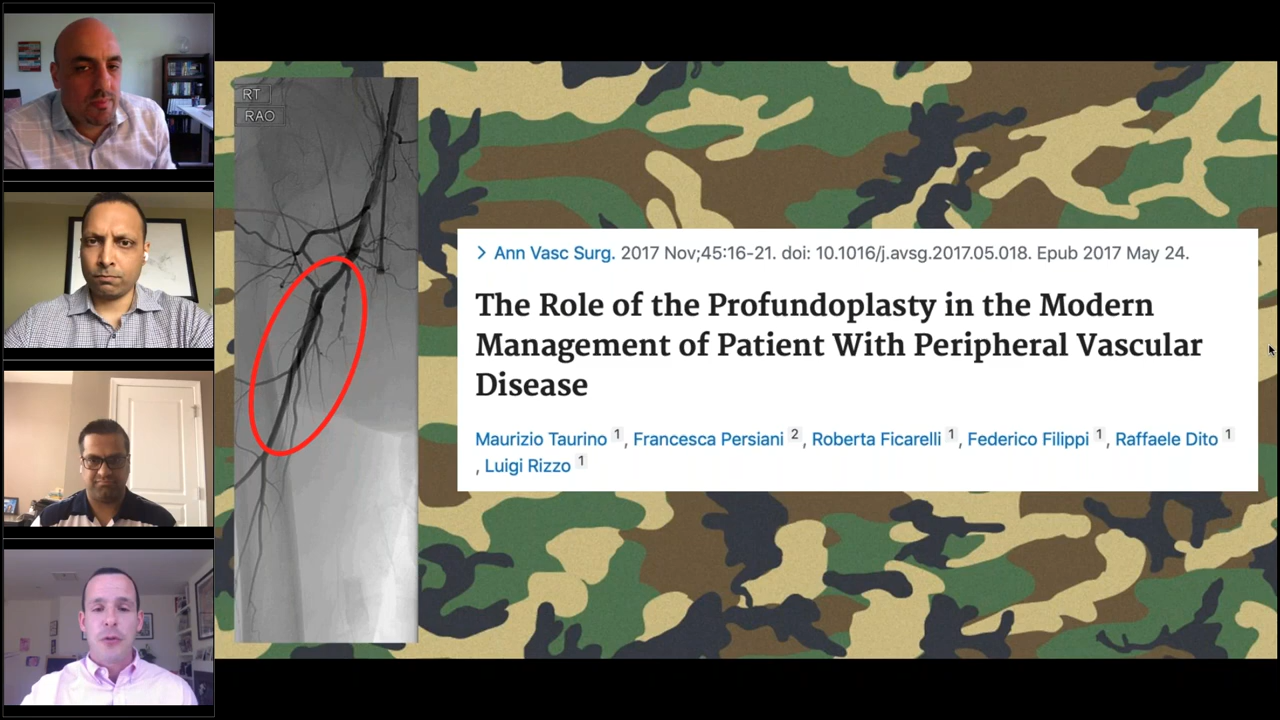 RT
RAO
> Ann Vasc Surg. 2017 Nov;45:16-21. doi: 10.1016/j.avsg.2017.05.018. Epub 2017 May 24.
The Role of the Profundoplasty in the Modern
Management of Patient With Peripheral Vascular
Disease
Maurizio Taurino 1 , Francesca Persiani 2 , Roberta Ficarelli 1 , Federico Filippi 1 , Raffaele Dito 1
, Luigi Rizzo 1